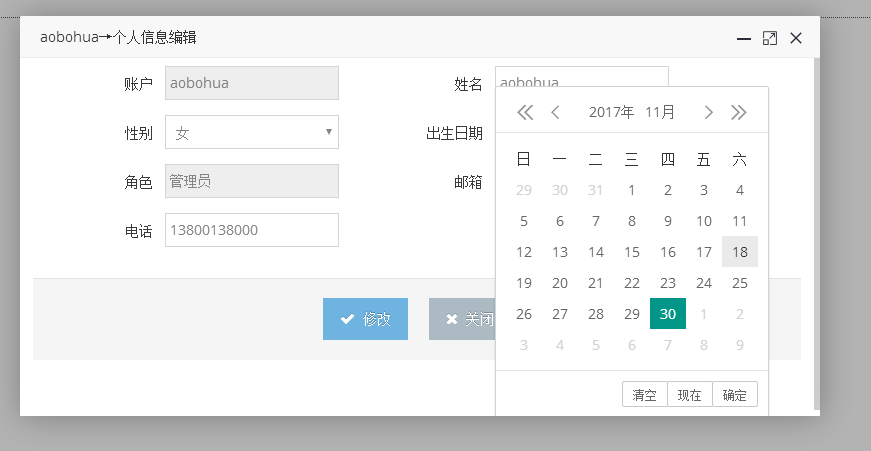 aobohua→个人信息编辑
账户 aobohua 姓名 aobohua
性别 女 出生日期
角色 管理员 邮箱
电话 13800138000
修改 关闭
2017年 11月
日 一 二 三 四 五 六
29 30 31 1 2 3 4
5 6 7 8 9 10 11
12 13 14 15 16 17 18
19 20 21 22 23 24 25
26 27 28 29 30 1 2
3 4 5 6 7 8 9
清空 现在 确定